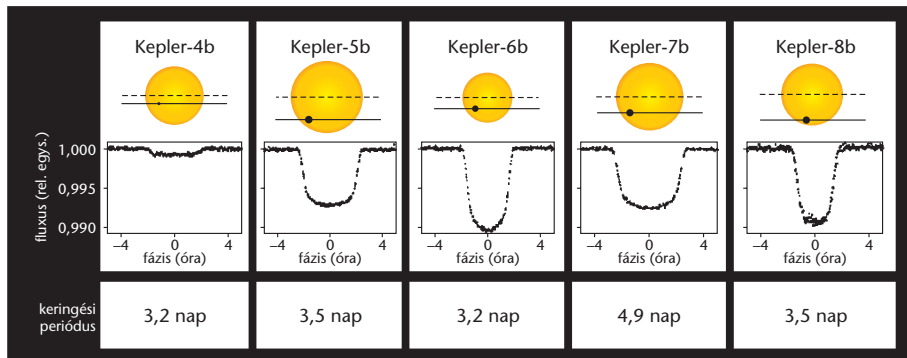 Kepler-4b
Kepler-5b
Kepler-6b
Kepler-7b
Kepler-8b
fluxus (rel. egys.)
1,000
0,995
0,990
−4 0 4
fázis (óra)
−4 0 4
fázis (óra)
−4 0 4
fázis (óra)
−4 0 4
fázis (óra)
−4 0 4
fázis (óra)
keringési
periódus
3,2 nap
3,5 nap
3,2 nap
4,9 nap
3,5 nap